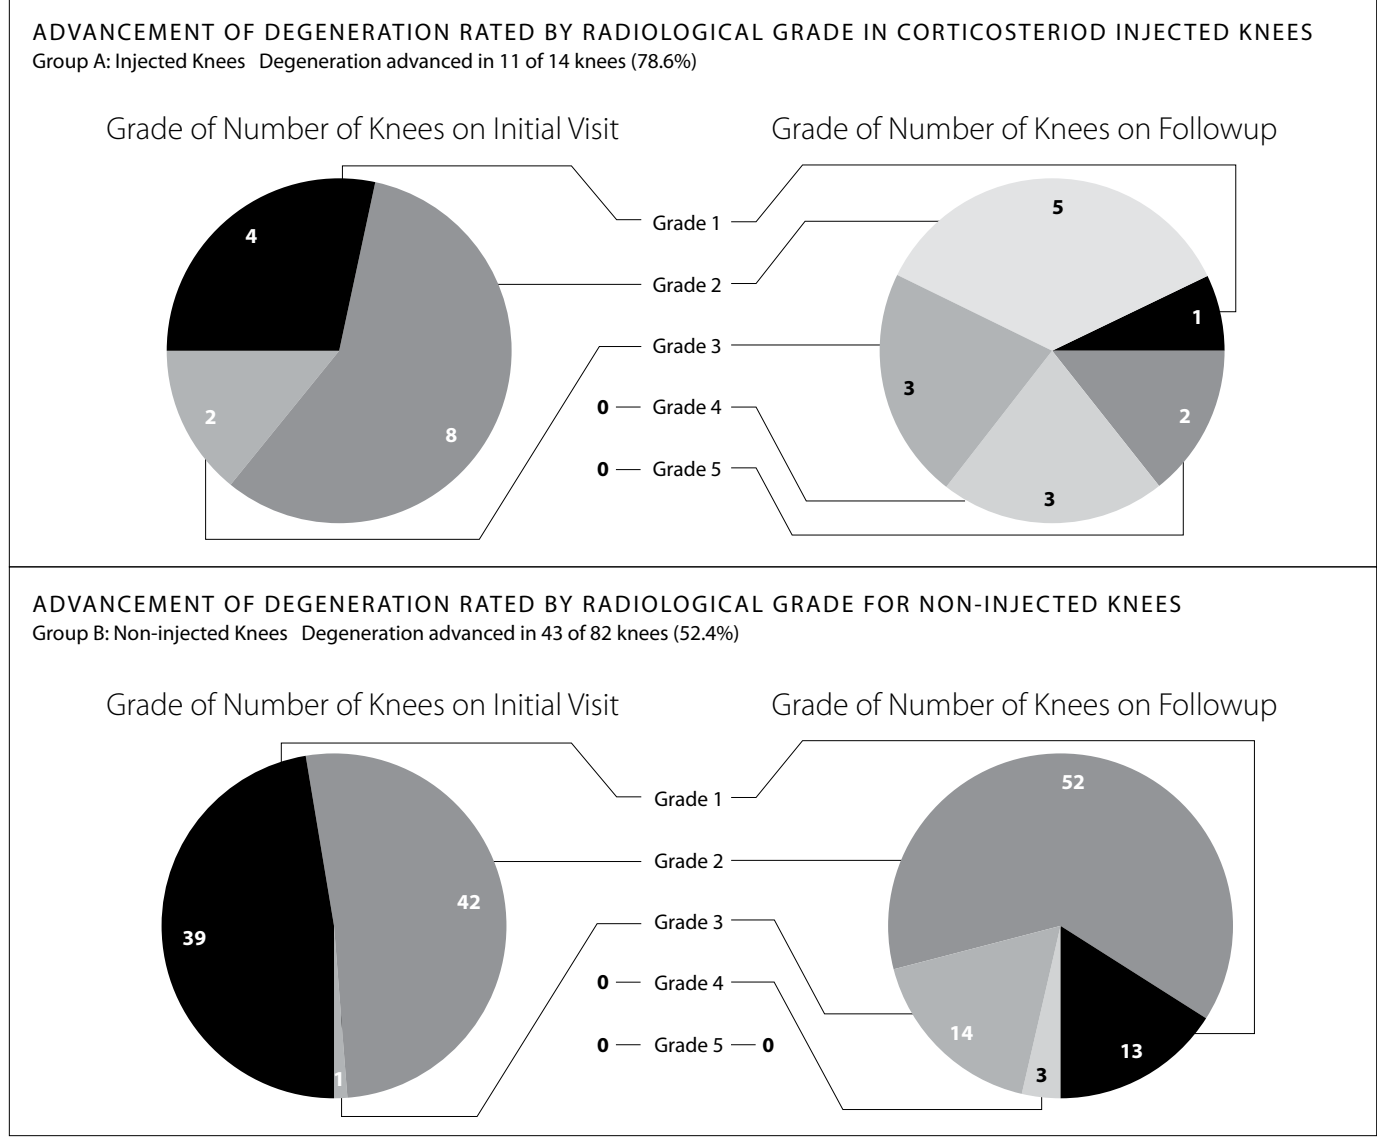 ADVANCEMENT OF DEGENERATION RATED BY RADIOLOGICAL GRADE IN CORTICOSTERIOD INJECTED KNEES
Group A: Injected Knees Degeneration advanced in 11 of 14 knees (78.6%)
Grade of Number of Knees on Initial Visit
Grade of Number of Knees on Followup
4
8
2
Grade 1
Grade 2
Grade 3
0 Grade 4
0 Grade 5
5
1
3
2
3
ADVANCEMENT OF DEGENERATION RATED BY RADIOLOGICAL GRADE FOR NON-INJECTED KNEES
Group B: Non-injected Knees Degeneration advanced in 43 of 82 knees (52.4%)
Grade of Number of Knees on Initial Visit
Grade of Number of Knees on Followup
42
39
1
Grade 1
Grade 2
Grade 3
0 Grade 4
0 Grade 5 0
52
14
13
3